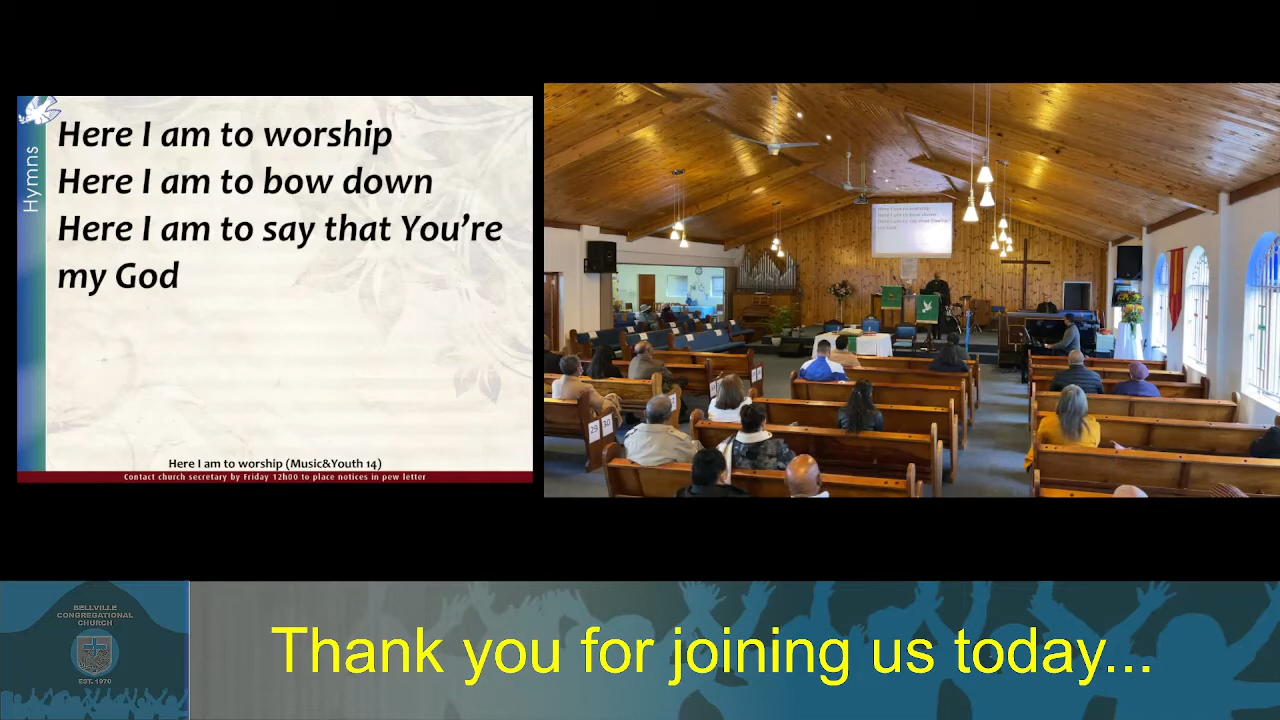 Hymns
Here I am to worship
Here I am to bow down
Here I am to say that You're
my God
Here I am to worship (Music&Youth 14)
Contact church secretary by Friday 12h00 to place notices in pew letter
29 30
BELLVILLE
CONGREGATIONAL
CHURCH
EST. 1970
Thank you for joining us today...